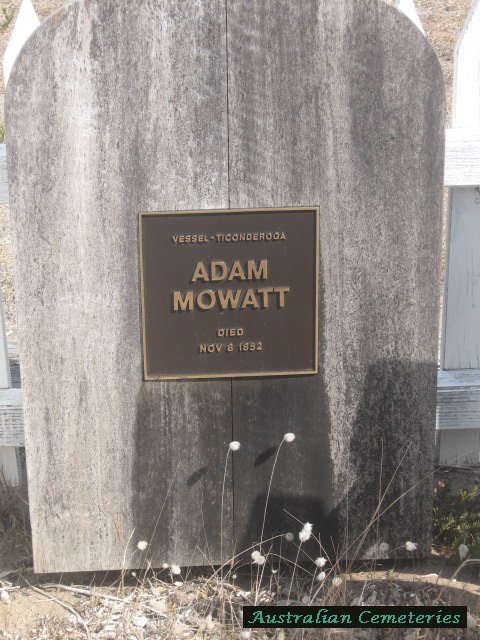 VESSEL-TICONDEROGA
ADAM
MOWATT
DIED
NOV 8 1852
Australian Cemeteries